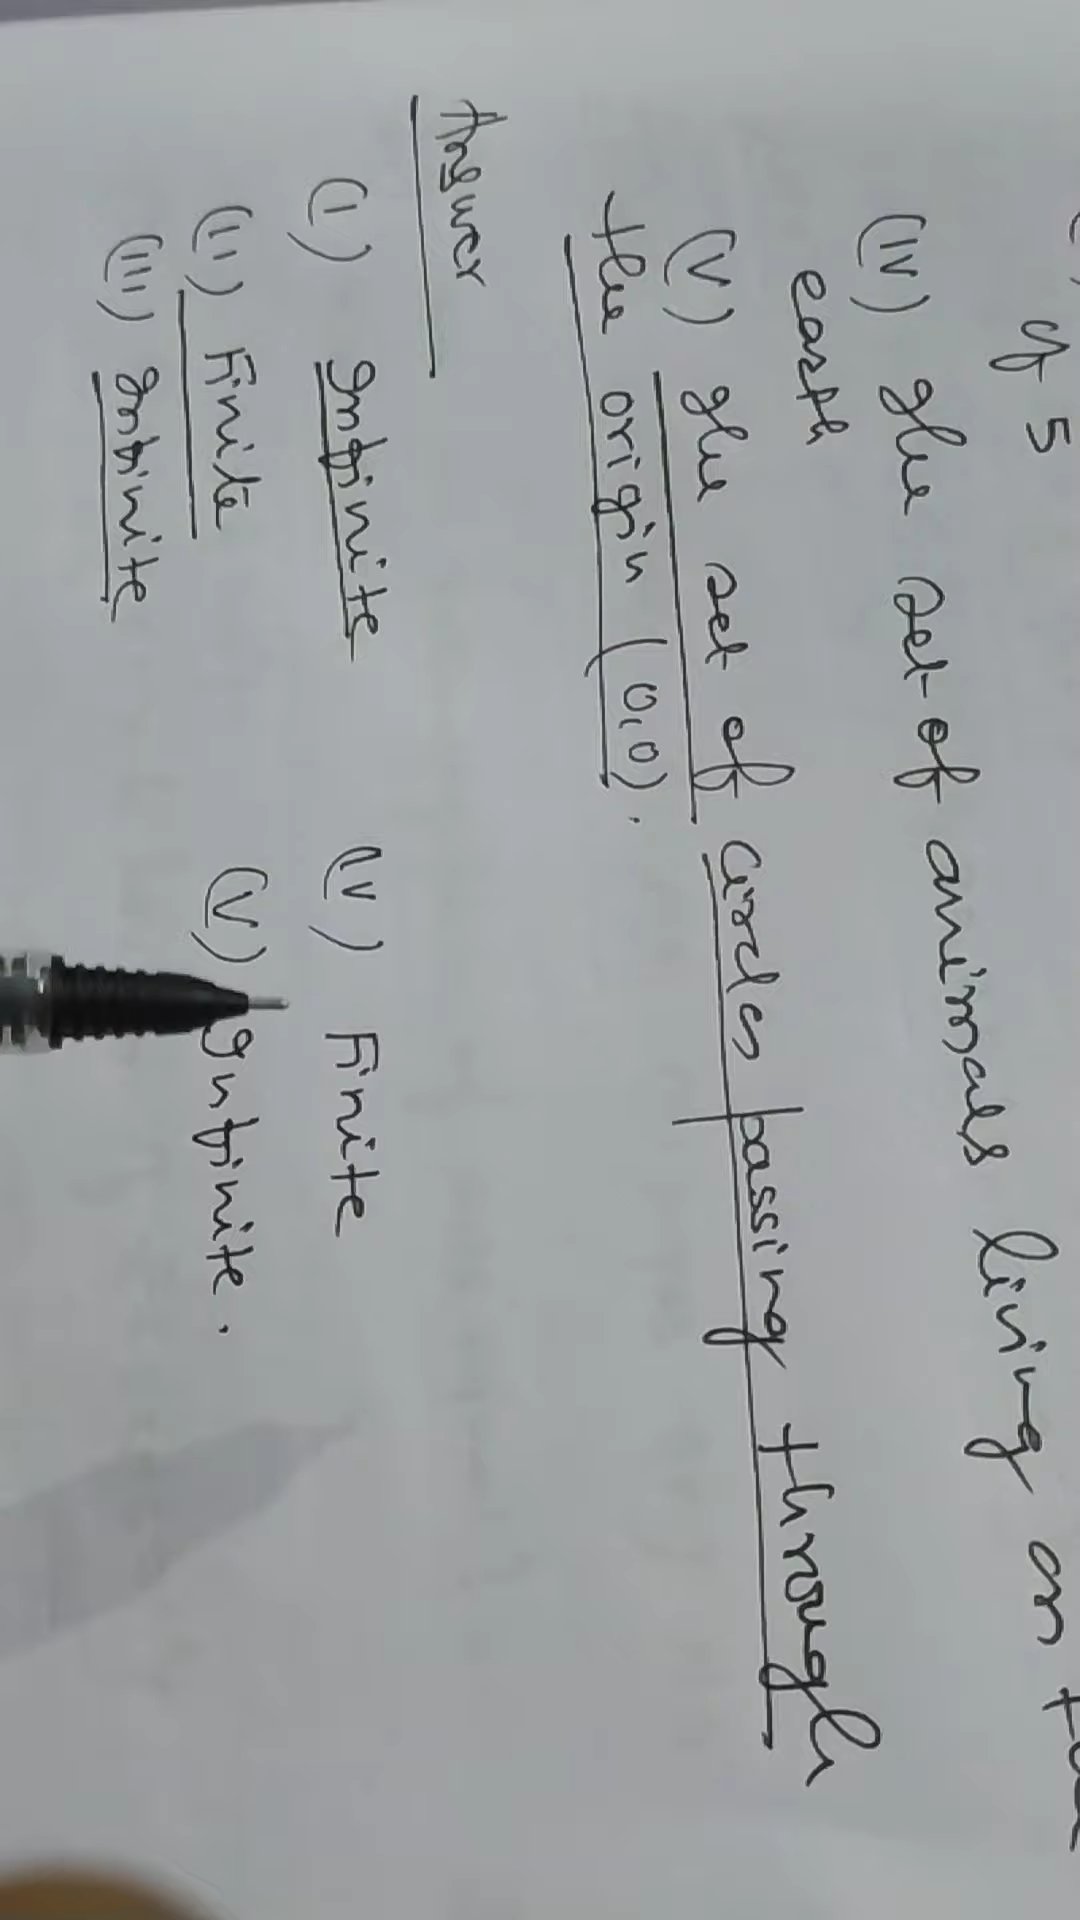 of 5
(IV) The set of animals living on the
earth
(V) The set of circles passing through
the origin (0,0).
Answer
(I) Infinite
(IV) Finite
(II) Finite
(V) Infinite.
(III) Infinite